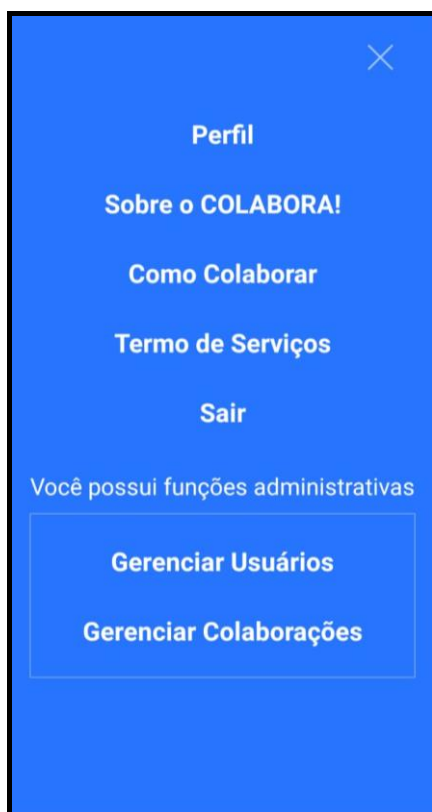 Perfil
Sobre o COLABORA!
Como Colaborar
Termo de Serviços
Sair
Você possui funções administrativas
Gerenciar Usuários
Gerenciar Colaborações